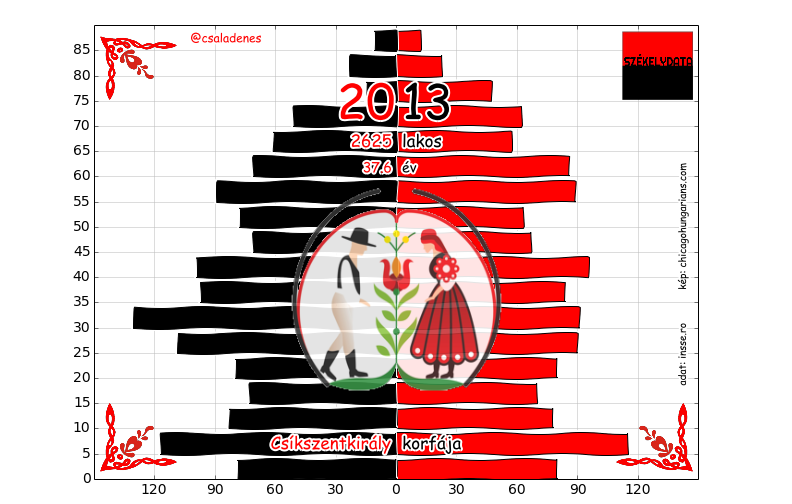 @csaladenes
SZÉKELYDATA
2013
2625 lakos
37.6 év
kép: chicagohungarians.com
adat: insse.ro
Csíkszentkirály korfája
85
80
75
70
65
60
55
50
45
40
35
30
25
20
15
10
5
0
120 90 60 30 0 30 60 90 120